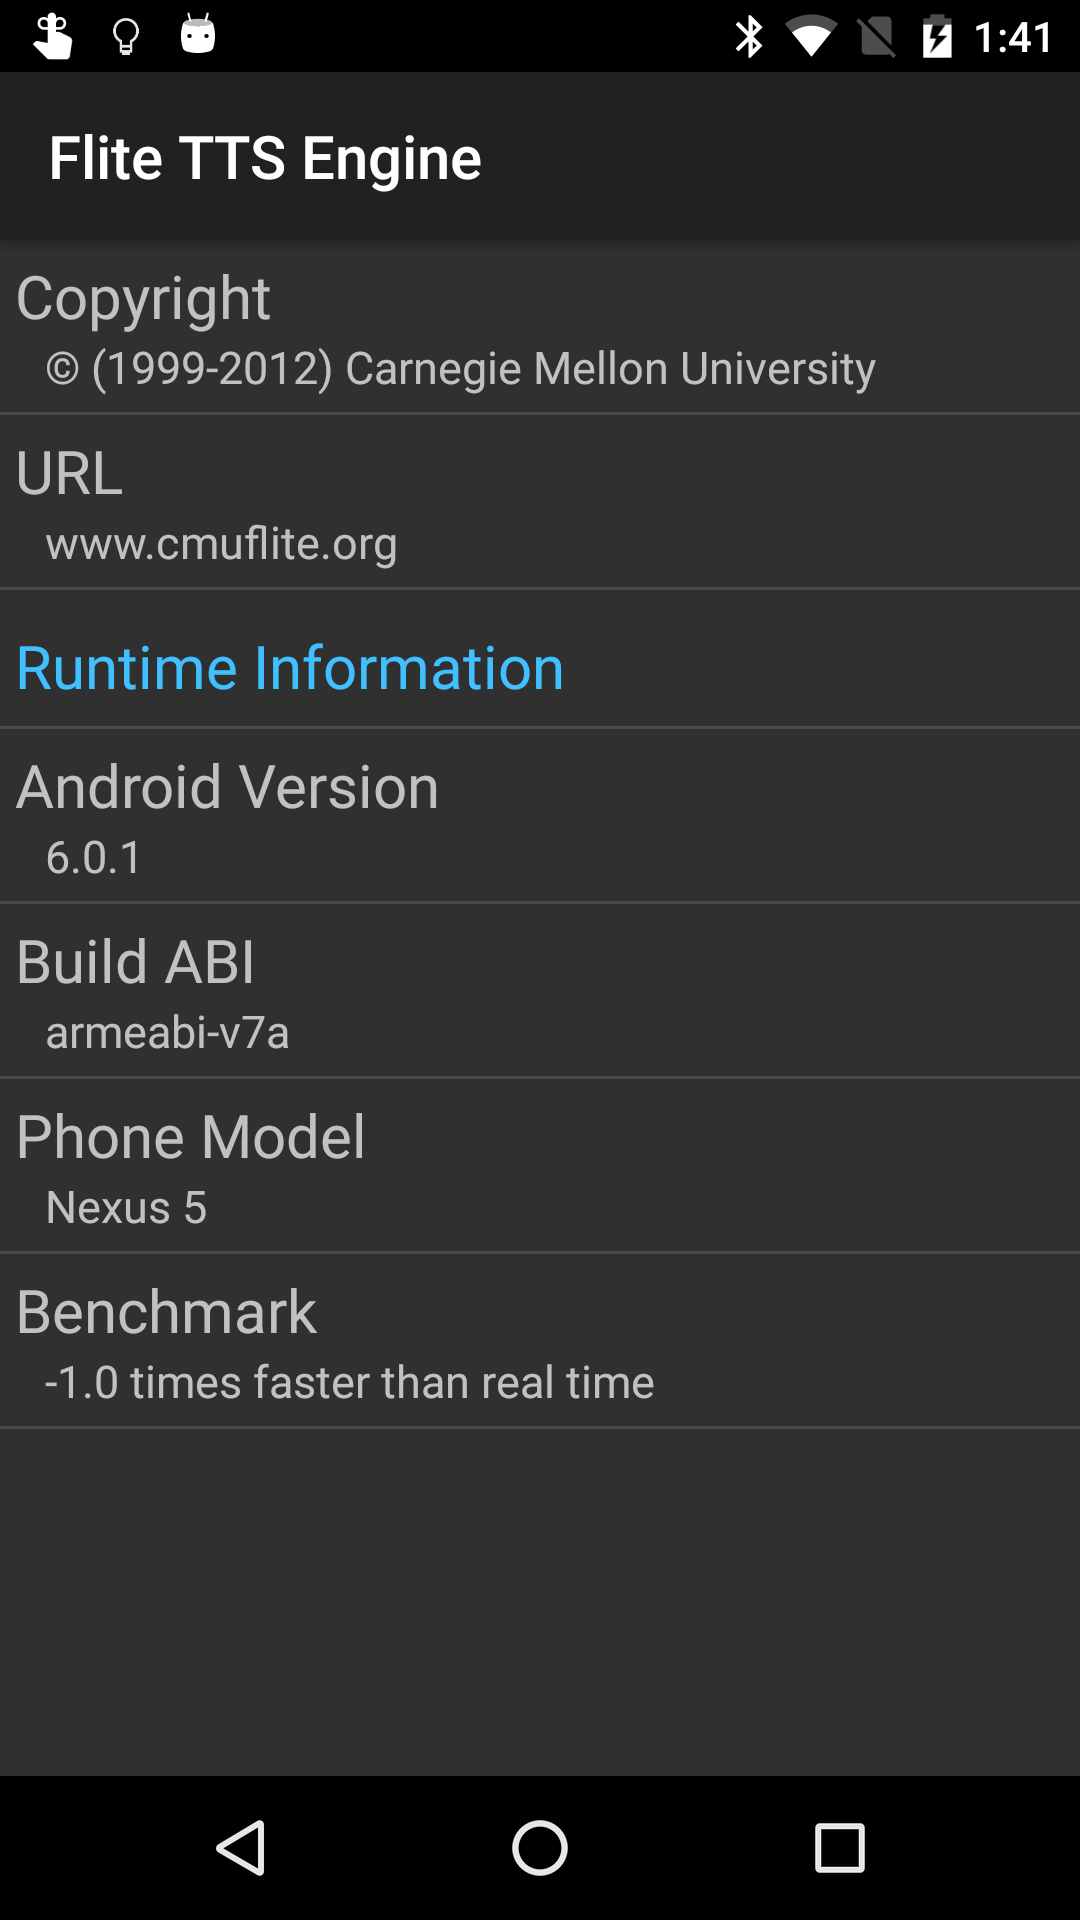 1:41
Flite TTS Engine
Copyright
© (1999-2012) Carnegie Mellon University
URL
www.cmuflite.org
Runtime Information
Android Version
6.0.1
Build ABI
armeabi-v7a
Phone Model
Nexus 5
Benchmark
-1.0 times faster than real time